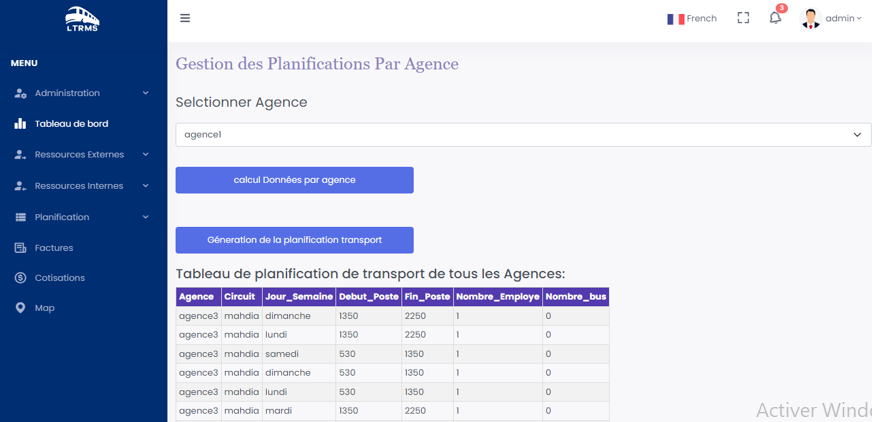 LTRMS
French
3
admin
MENU
Administration
Tableau de bord
Ressources Externes
Ressources Internes
Planification
Factures
Cotisations
Map
Gestion des Planifications Par Agence
Selctionner Agence
agence1
calcul Données par agence
Géneration de la planification transport
Tableau de planification de transport de tous les Agences:
Agence Circuit Jour_Semaine Debut_Poste Fin_Poste Nombre_Employe Nombre_bus
agence3 mahdia dimanche 1350 2250 1 0
agence3 mahdia lundi 1350 2250 1 0
agence3 mahdia samedi 530 1350 1 0
agence3 mahdia dimanche 530 1350 1 0
agence3 mahdia lundi 530 1350 1 0
agence3 mahdia mardi 1350 2250 1 0
Activer Windo